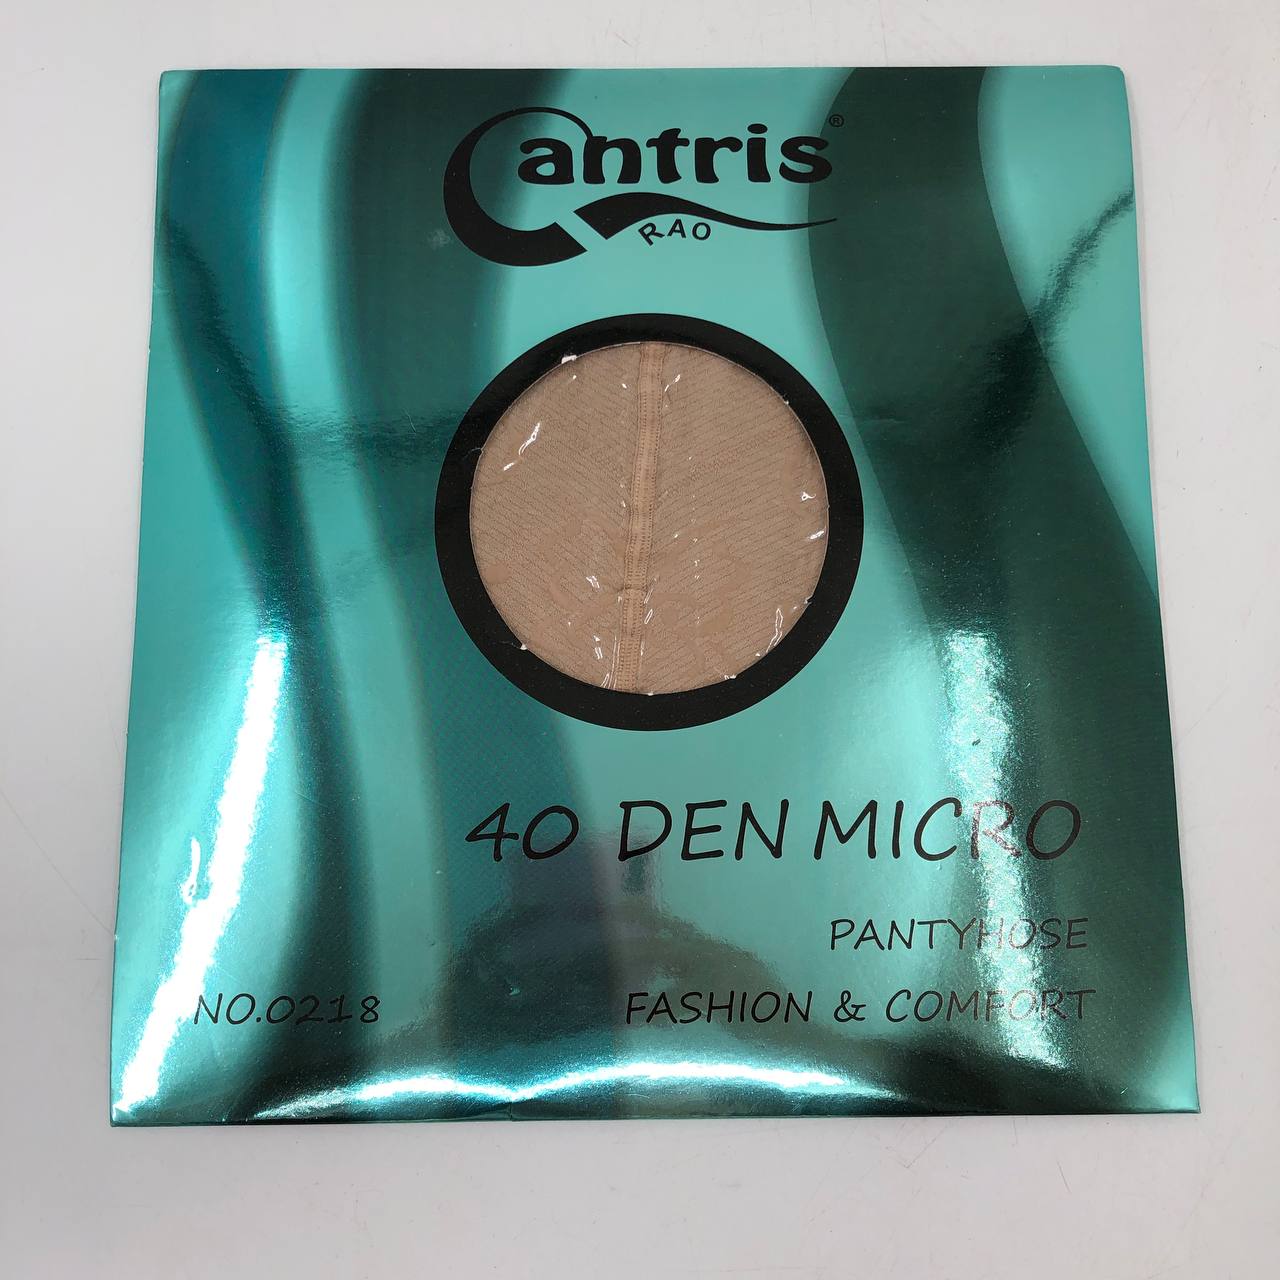 Cantris®
RAO
40 DEN MICRO
PANTYHOSE
NO.0218
FASHION & COMFORT